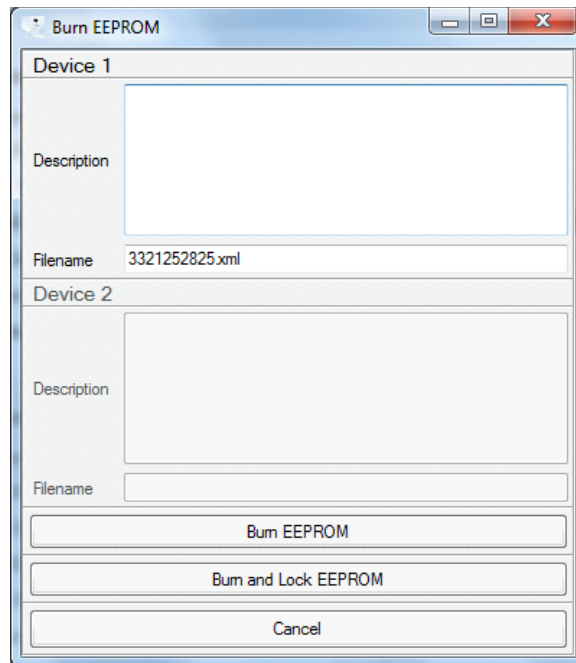 Burn EEPROM
Device 1
Description
Filename 3321252825.xml
Device 2
Description
Filename
Burn EEPROM
Burn and Lock EEPROM
Cancel